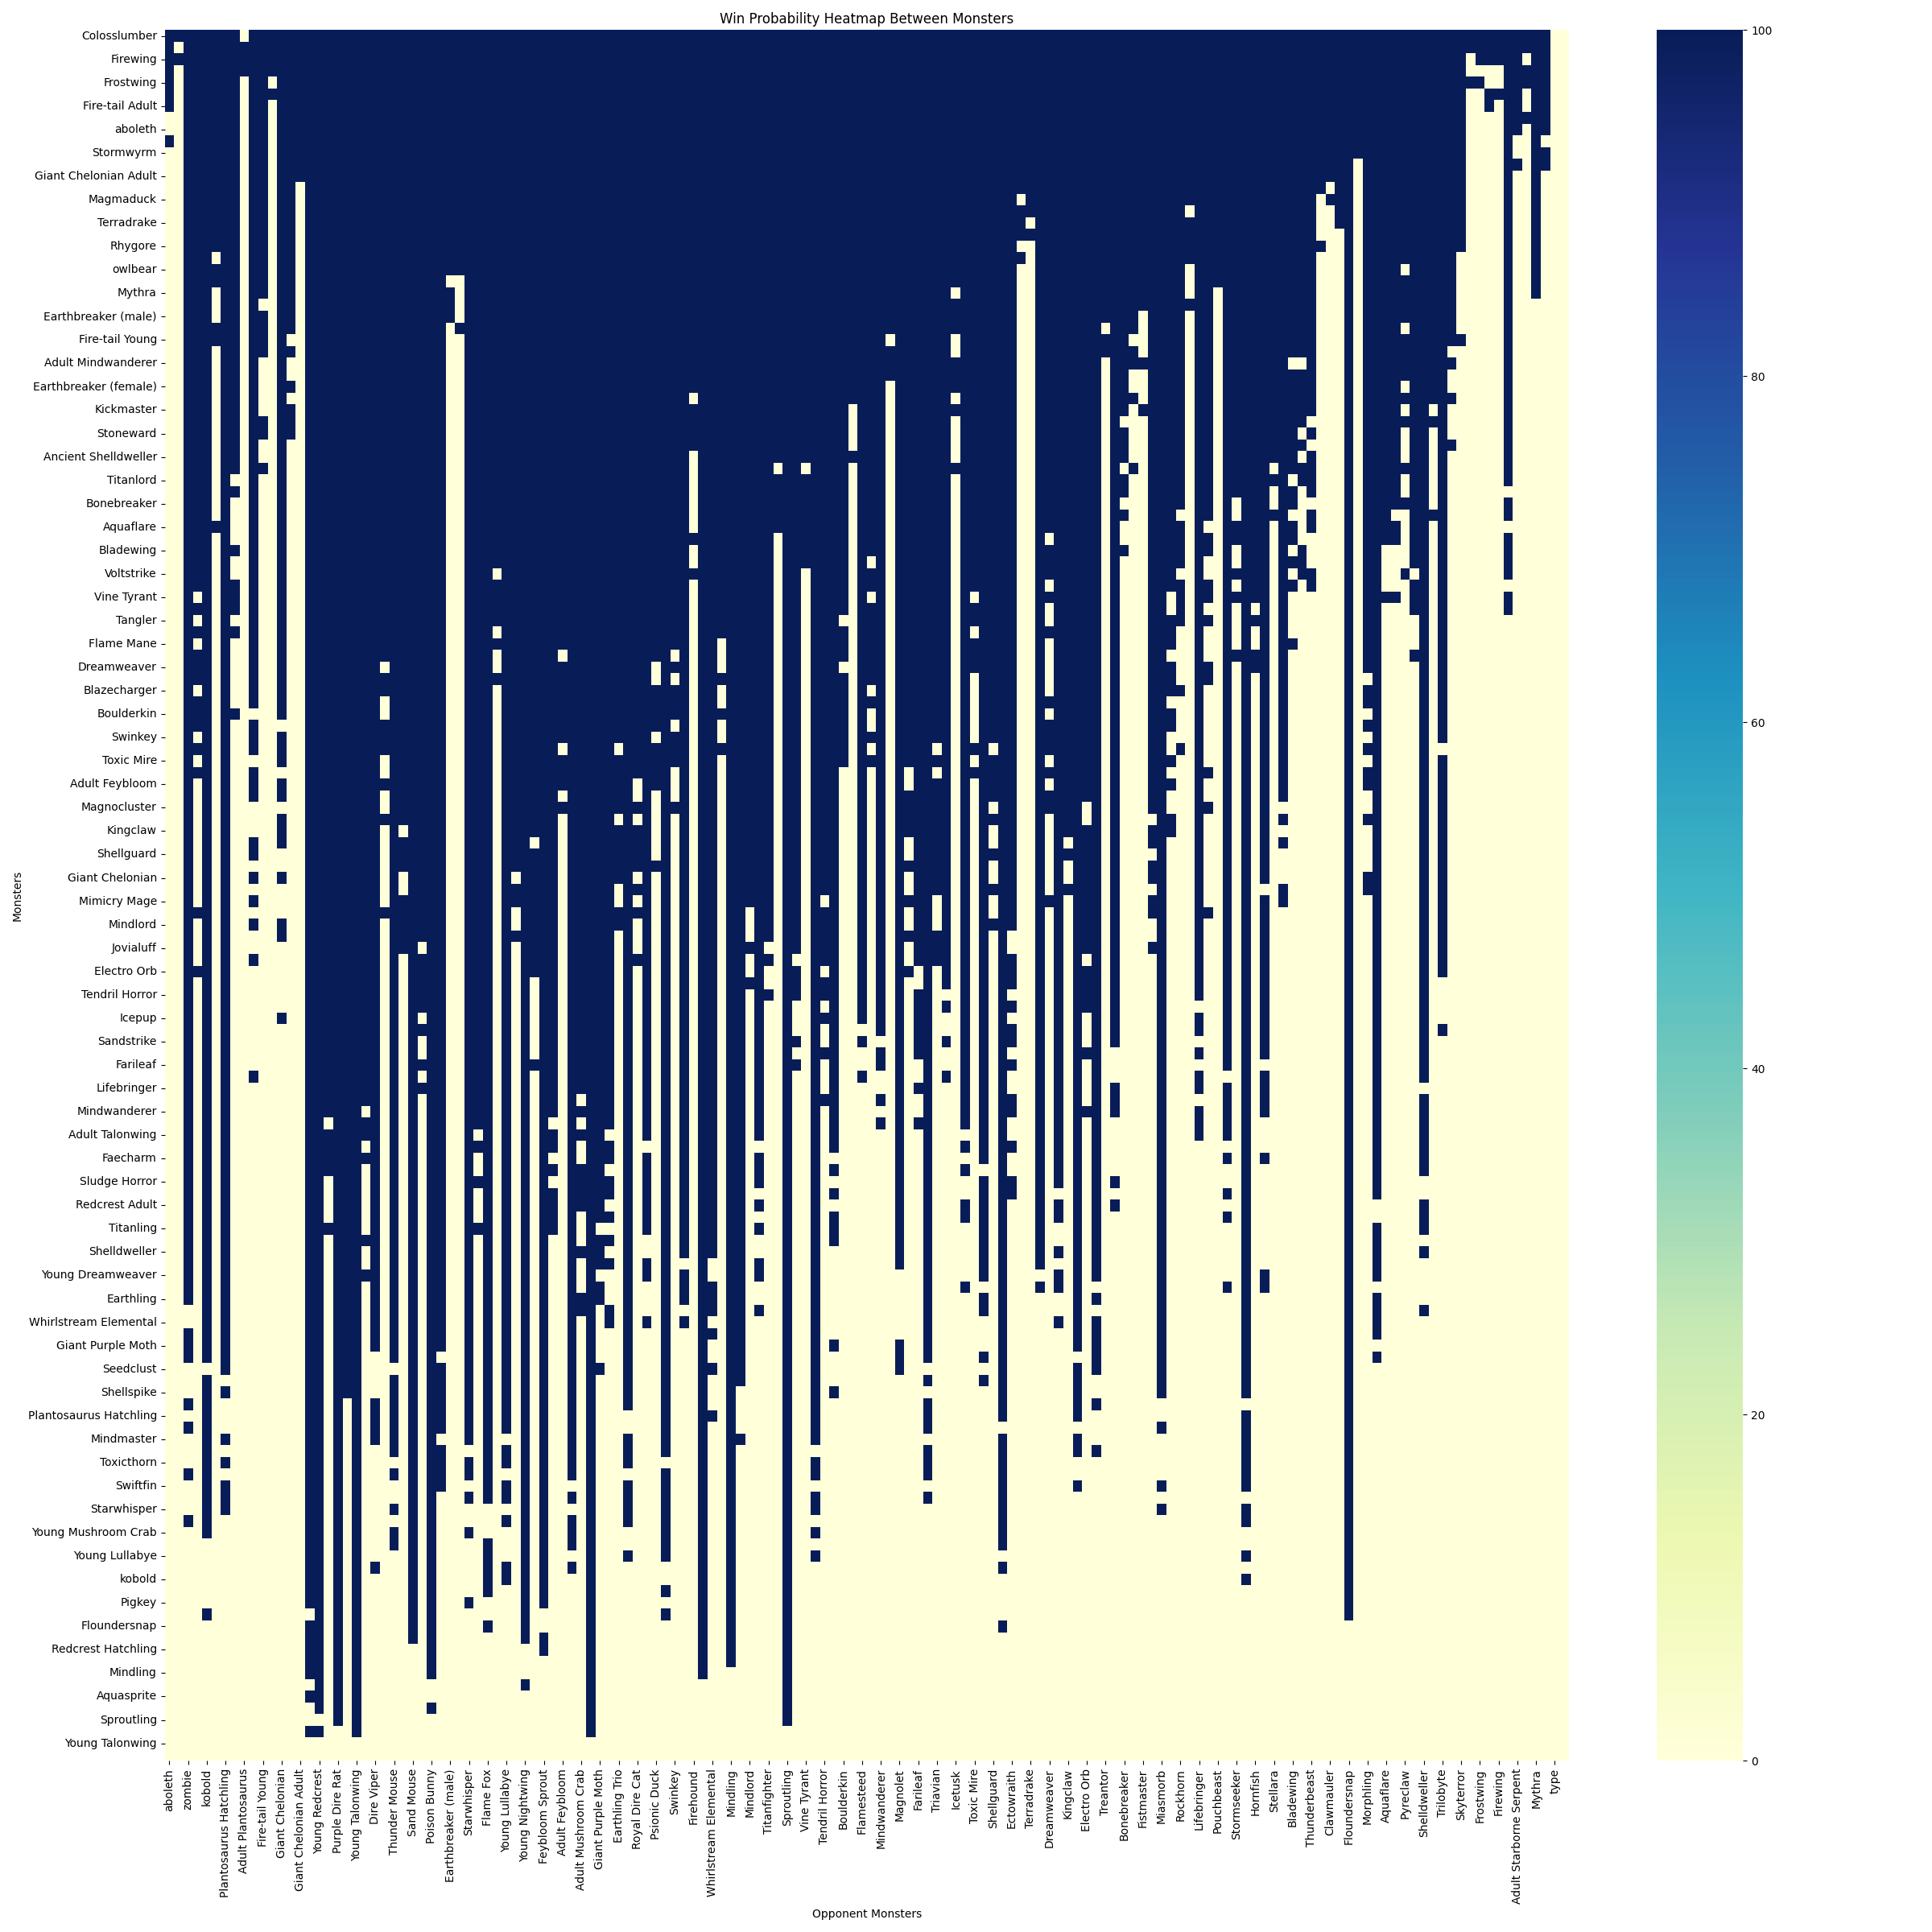 Win Probability Heatmap Between Monsters
Monsters
Colosslumber
Firewing
Frostwing
Fire-tail Adult
aboleth
Stormwyrm
Giant Chelonian Adult
Magmaduck
Terradrake
Rhygore
owlbear
Mythra
Earthbreaker (male)
Fire-tail Young
Adult Mindwanderer
Earthbreaker (female)
Kickmaster
Stoneward
Ancient Shelldweller
Titanlord
Bonebreaker
Aquaflare
Bladewing
Voltstrike
Vine Tyrant
Tangler
Flame Mane
Dreamweaver
Blazecharger
Boulderkin
Swinkey
Toxic Mire
Adult Feybloom
Magnocluster
Kingclaw
Shellguard
Giant Chelonian
Mimicry Mage
Mindlord
Jovialuff
Electro Orb
Tendril Horror
Icepup
Sandstrike
Farileaf
Lifebringer
Mindwanderer
Adult Talonwing
Faecharm
Sludge Horror
Redcrest Adult
Titanling
Shelldweller
Young Dreamweaver
Earthling
Whirlstream Elemental
Giant Purple Moth
Seedclust
Shellspike
Plantosaurus Hatchling
Mindmaster
Toxicthorn
Swiftfin
Starwhisper
Young Mushroom Crab
Young Lullabye
kobold
Pigkey
Floundersnap
Redcrest Hatchling
Mindling
Aquasprite
Sproutling
Young Talonwing
aboleth
zombie
kobold
Plantosaurus Hatchling
Adult Plantosaurus
Fire-tail Young
Giant Chelonian
Giant Chelonian Adult
Young Redcrest
Purple Dire Rat
Young Talonwing
Dire Viper
Thunder Mouse
Sand Mouse
Poison Bunny
Earthbreaker (male)
Starwhisper
Flame Fox
Young Lullabye
Young Nightwing
Feybloom Sprout
Adult Feybloom
Adult Mushroom Crab
Giant Purple Moth
Earthling Trio
Royal Dire Cat
Psionic Duck
Swinkey
Firehound
Whirlstream Elemental
Mindling
Mindlord
Titanfighter
Sproutling
Vine Tyrant
Tendril Horror
Boulderkin
Flamesteed
Mindwanderer
Magnolet
Farileaf
Triavian
Icetusk
Toxic Mire
Shellguard
Ectowraith
Terradrake
Dreamweaver
Kingclaw
Electro Orb
Treantor
Bonebreaker
Fistmaster
Miasmorb
Rockhorn
Lifebringer
Pouchbeast
Stormseeker
Hornfish
Stellara
Bladewing
Thunderbeast
Clawmauler
Floundersnap
Morphling
Aquaflare
Pyreclaw
Shelldweller
Trilobyte
Skyterror
Frostwing
Firewing
Adult Starborne Serpent
Mythra
type
Opponent Monsters
100
80
60
40
20
0